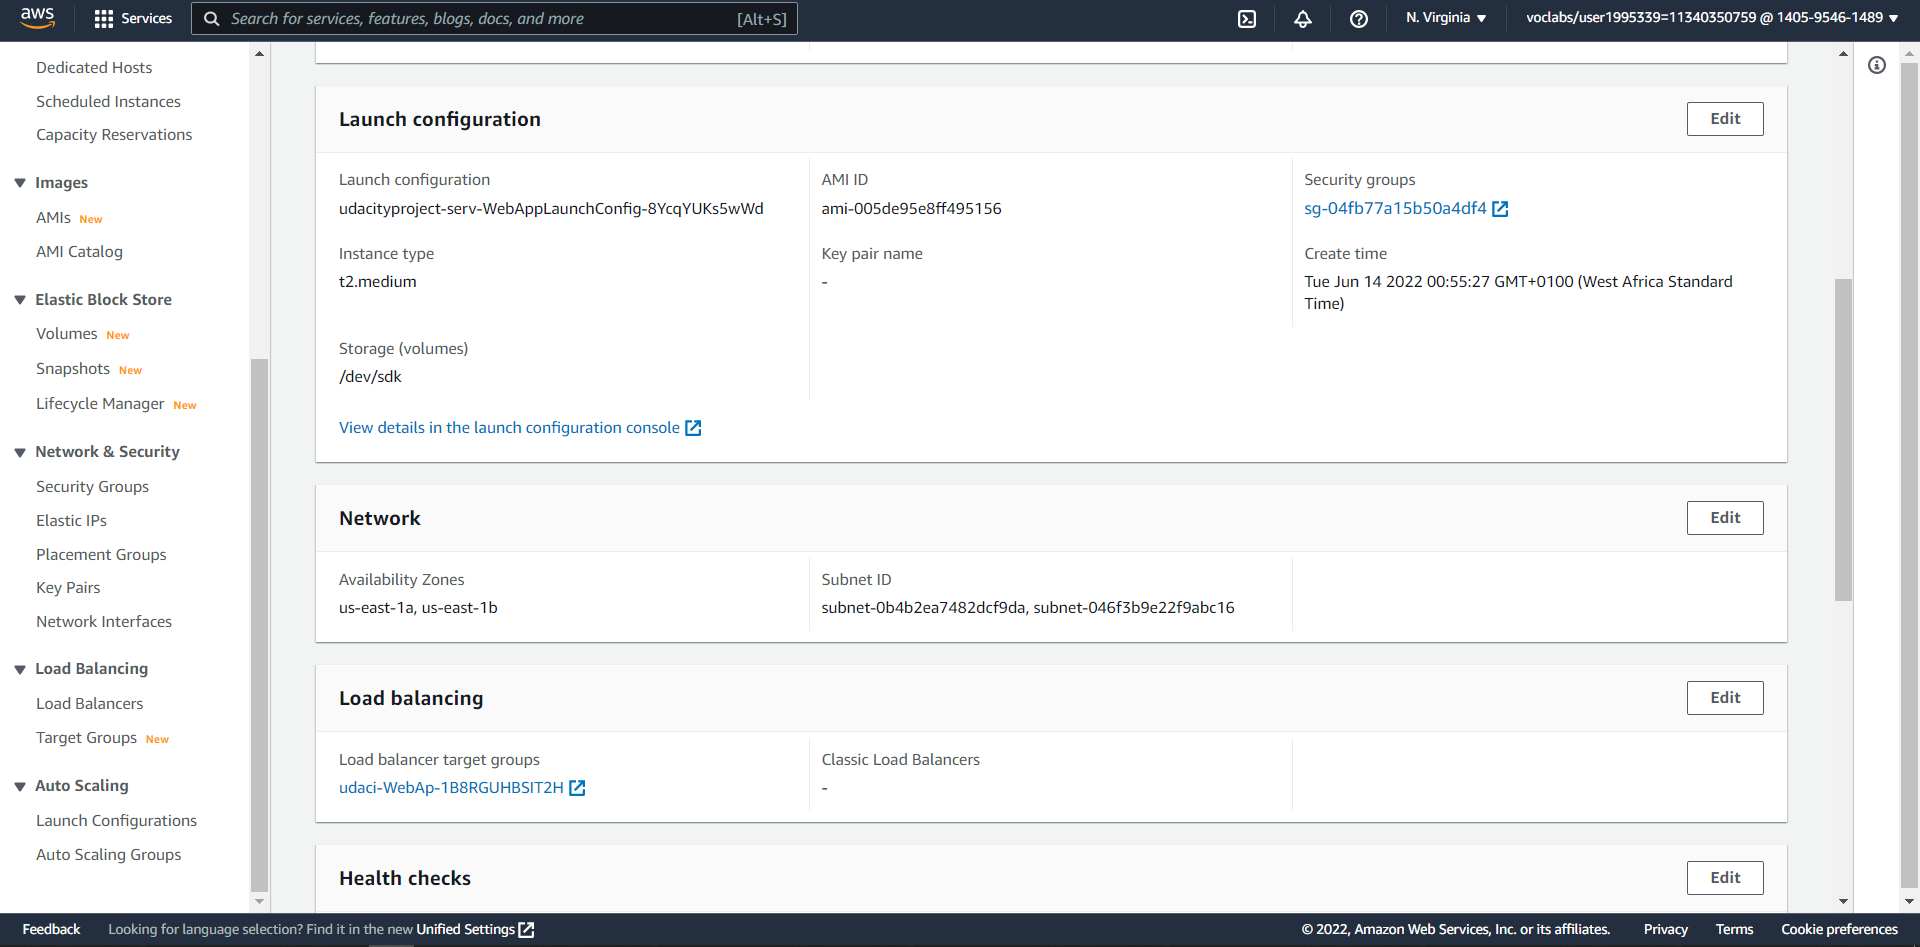 aws
Services
Search for services, features, blogs, docs, and more
[Alt+S]
N. Virginia ▼
voclabs/user1995339=11340350759 @ 1405-9546-1489 ▼
Dedicated Hosts
Scheduled Instances
Capacity Reservations
Images
AMIs New
AMI Catalog
Elastic Block Store
Volumes New
Snapshots New
Lifecycle Manager New
Network & Security
Security Groups
Elastic IPs
Placement Groups
Key Pairs
Network Interfaces
Load Balancing
Load Balancers
Target Groups New
Auto Scaling
Launch Configurations
Auto Scaling Groups
Launch configuration
Edit
Launch configuration
udacityproject-serv-WebAppLaunchConfig-8YcqYUKs5wWd
AMI ID
ami-005de95e8ff495156
Security groups
sg-04fb77a15b50a4df4
Instance type
t2.medium
Key pair name
-
Create time
Tue Jun 14 2022 00:55:27 GMT+0100 (West Africa Standard
Time)
Storage (volumes)
/dev/sdk
View details in the launch configuration console
Network
Edit
Availability Zones
us-east-1a, us-east-1b
Subnet ID
subnet-0b4b2ea7482dcf9da, subnet-046f3b9e22f9abc16
Load balancing
Edit
Load balancer target groups
udaci-WebAp-1B8RGUHBSIT2H
Classic Load Balancers
-
Health checks
Edit
Feedback
Looking for language selection? Find it in the new Unified Settings
© 2022, Amazon Web Services, Inc. or its affiliates.
Privacy
Terms
Cookie preferences